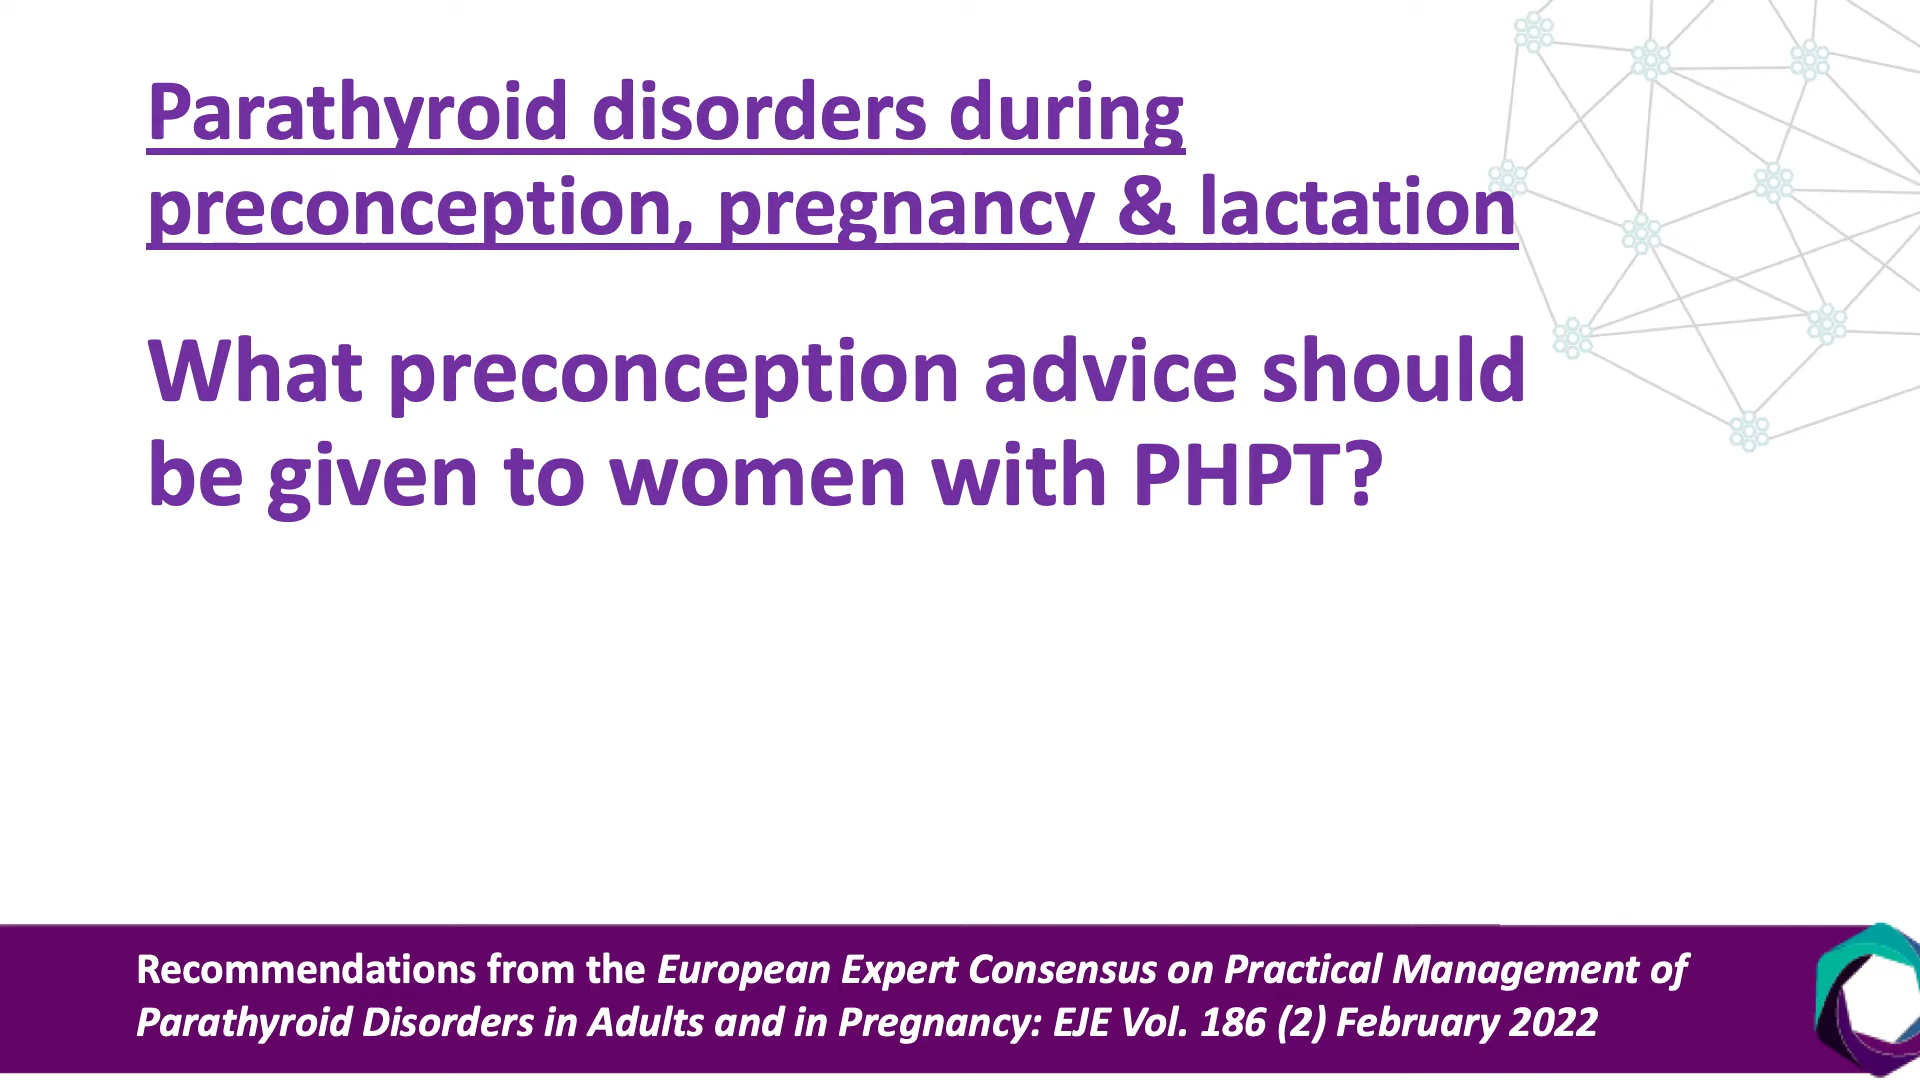 Parathyroid disorders during
preconception, pregnancy & lactation
What preconception advice should
be given to women with PHPT?
Recommendations from the European Expert Consensus on Practical Management of
Parathyroid Disorders in Adults and in Pregnancy: EJE Vol. 186 (2) February 2022